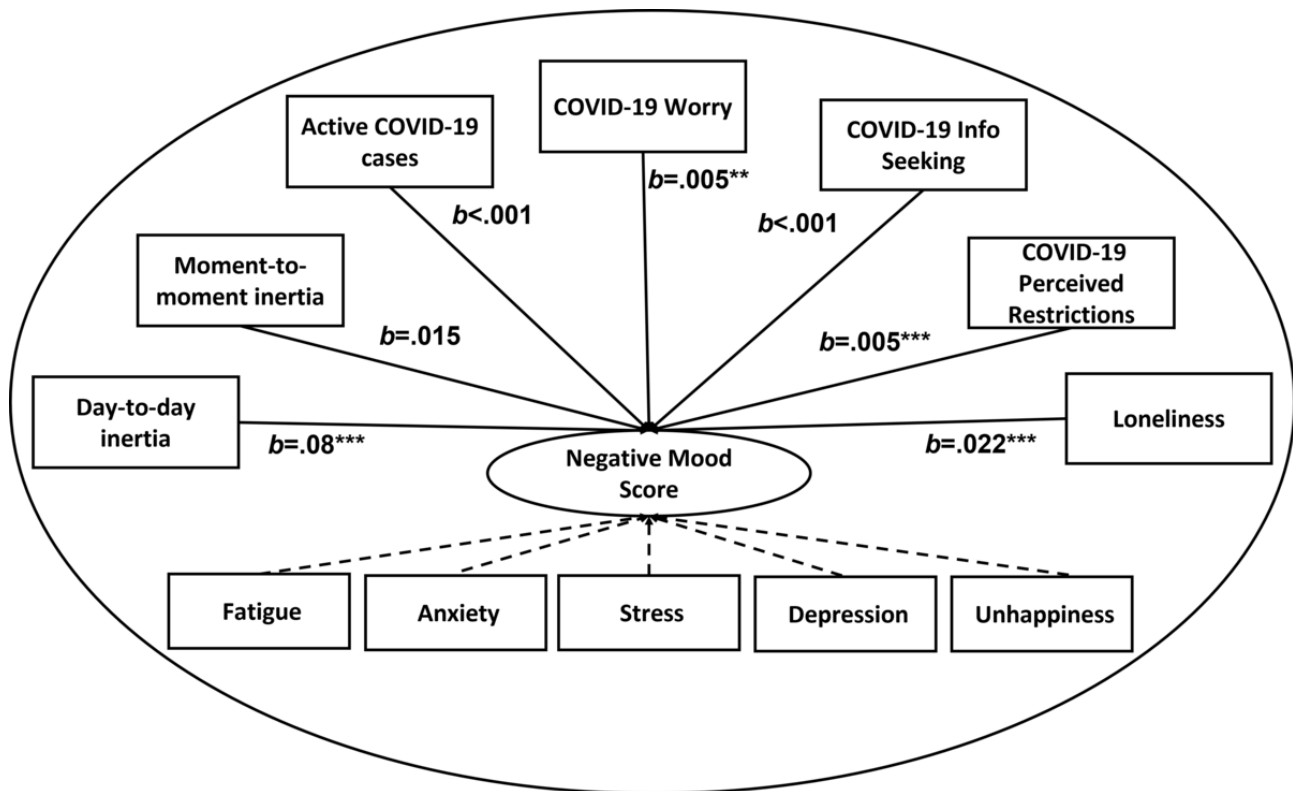 COVID-19 Worry
Active COVID-19
cases
COVID-19 Info
Seeking
b=.005**
b<.001
b<.001
Moment-to-
moment inertia
COVID-19
Perceived
Restrictions
b=.015
b=.005***
Day-to-day
inertia
Loneliness
b=.08***
b=.022***
Negative Mood
Score
Fatigue
Anxiety
Stress
Depression
Unhappiness